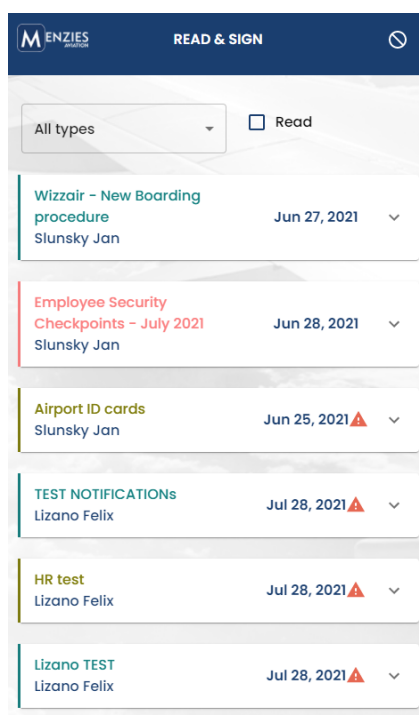 MENZIES
AVIATION
READ & SIGN
All types
Read
Wizzair - New Boarding
procedure
Slunsky Jan
Jun 27, 2021
Employee Security
Checkpoints - July 2021
Slunsky Jan
Jun 28, 2021
Airport ID cards
Slunsky Jan
Jun 25, 2021
TEST NOTIFICATIONs
Lizano Felix
Jul 28, 2021
HR test
Lizano Felix
Jul 28, 2021
Lizano TEST
Lizano Felix
Jul 28, 2021